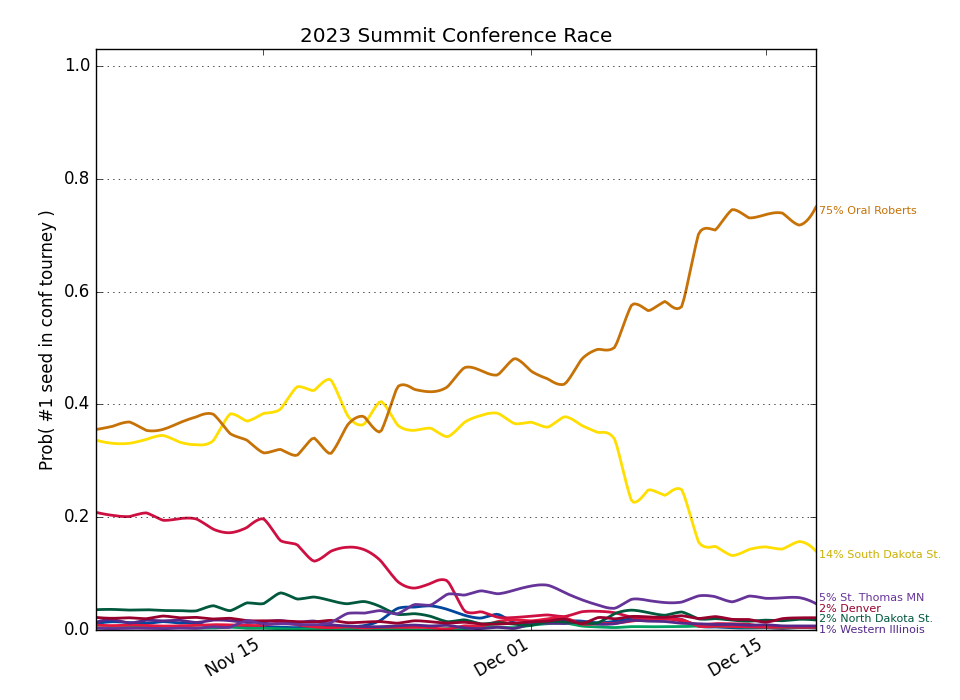 2023 Summit Conference Race
Prob( #1 seed in conf tourney )
1.0
0.8
0.6
0.4
0.2
0.0
75% Oral Roberts
14% South Dakota St.
5% St. Thomas MN
2% Denver
2% North Dakota St.
1% Western Illinois
Nov 15
Dec 01
Dec 15